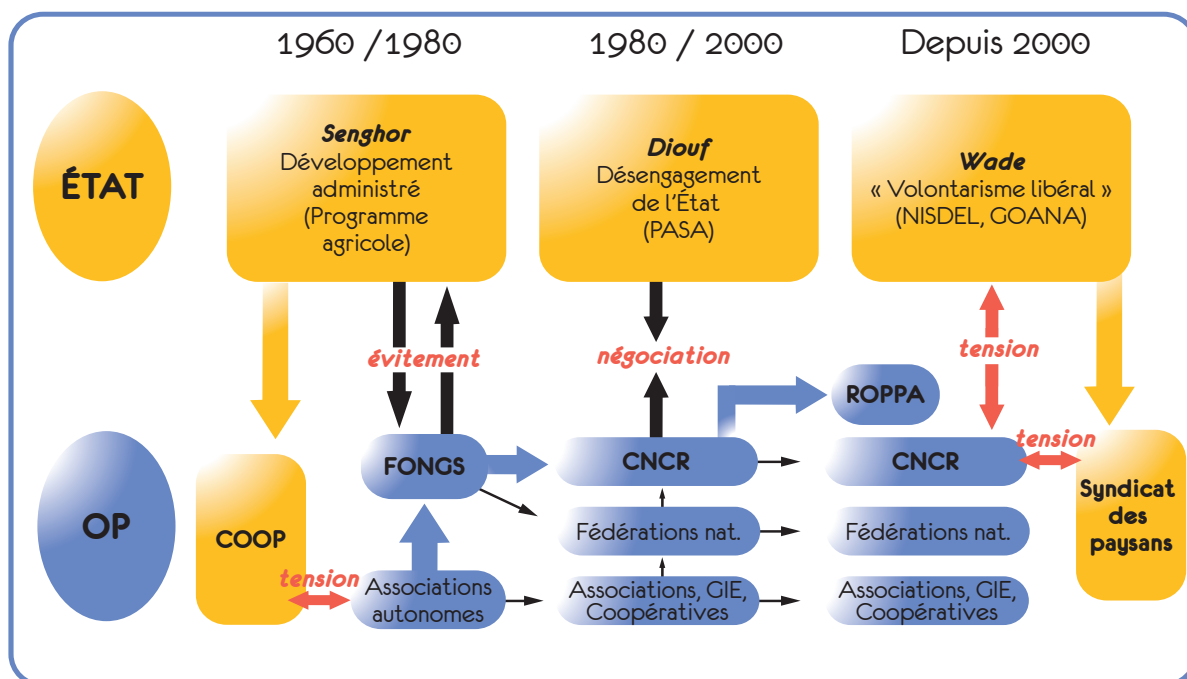 1960 / 1980
1980 / 2000
Depuis 2000
ÉTAT
Senghor
Développement
administré
(Programme
agricole)
Diouf
Désengagement
de l'État
(PASA)
Wade
« Volontarisme libéral »
(NISDEL, GOANA)
évitement
négociation
tension
OP
COOP
tension
FONGS
Associations
autonomes
CNCR
Fédérations nat.
Associations, GIE,
Coopératives
ROPPA
CNCR
Fédérations nat.
Associations, GIE,
Coopératives
tension
Syndicat
des
paysans